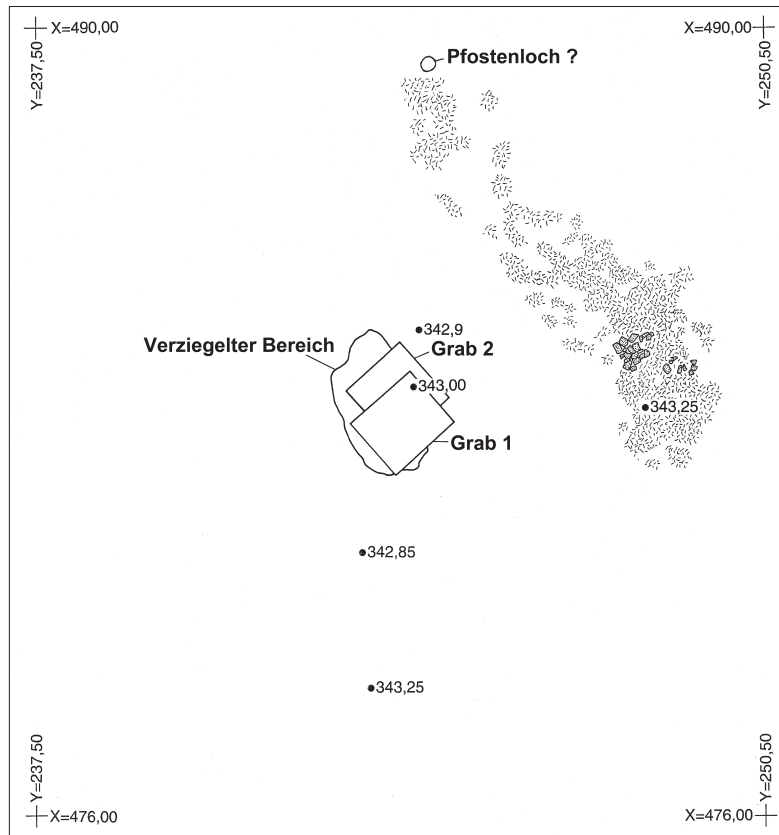 X=490,00
X=490,00
Y=237,50
Y=250,50
Pfostenloch ?
342,9
Verziegelter Bereich
Grab 2
343,00
343,25
Grab 1
342,85
343,25
Y=237,50
Y=250,50
X=476,00
X=476,00